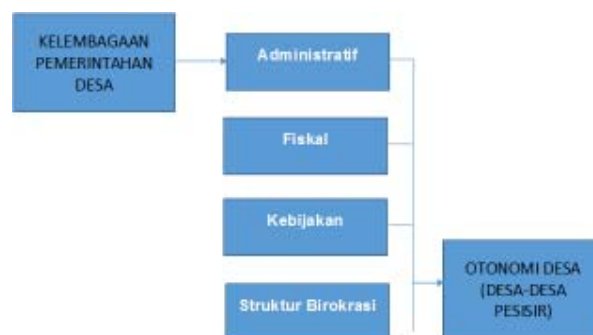 KELEMBAGAAN
PEMERINTAHAN
DESA
Administratif
Fiskal
Kebijakan
Struktur Birokrasi
OTONOMI DESA
(DESA-DESA
PESISIR)